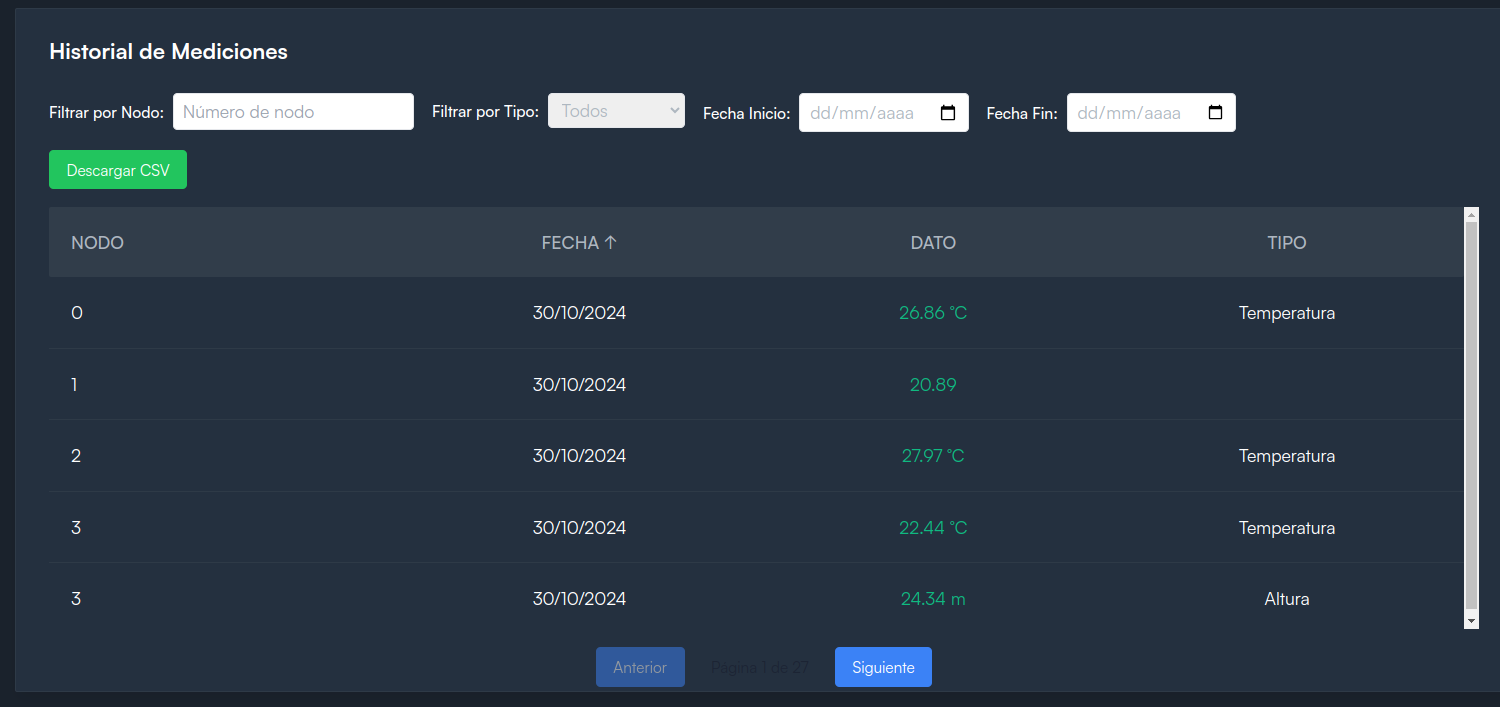 Historial de Mediciones
Filtrar por Nodo: Número de nodo Filtrar por Tipo: Todos Fecha Inicio: dd/mm/aaaa Fecha Fin: dd/mm/aaaa
Descargar CSV
NODO FECHA ↑ DATO TIPO
0 30/10/2024 26.86 °C Temperatura
1 30/10/2024 20.89
2 30/10/2024 27.97 °C Temperatura
3 30/10/2024 22.44 °C Temperatura
3 30/10/2024 24.34 m Altura
Anterior Página 1 de 27 Siguiente